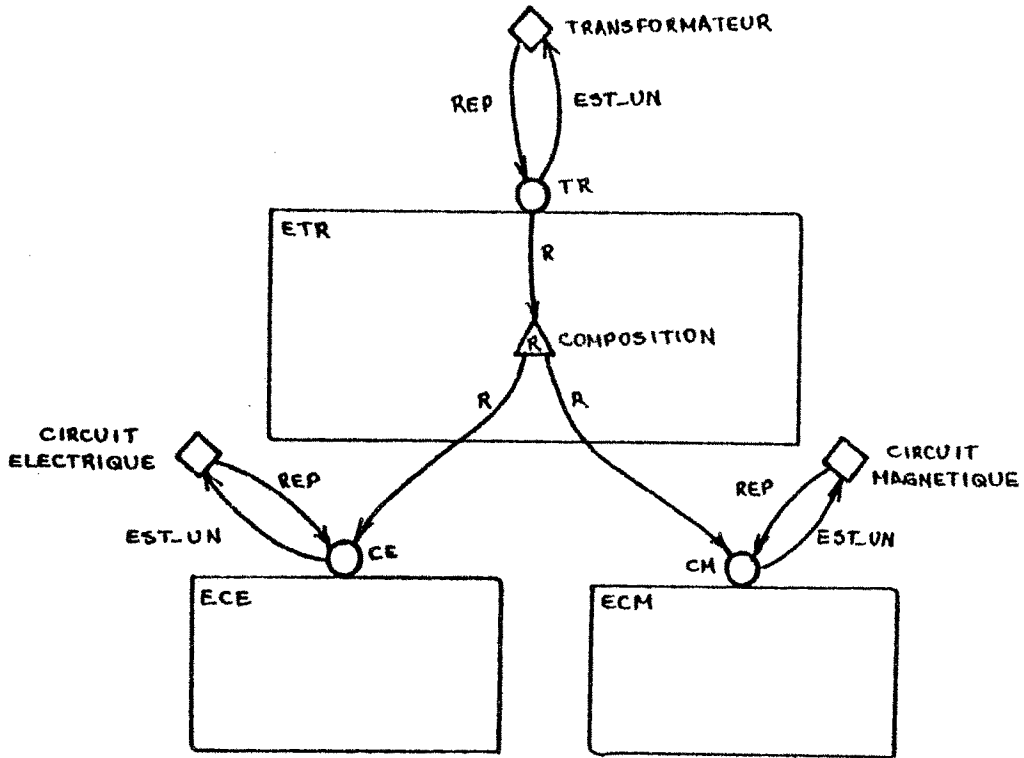 TRANSFORMATEUR
REP
EST_UN
TR
ETR
R
R
COMPOSITION
R
R
CIRCUIT
ELECTRIQUE
REP
EST_UN
CE
CIRCUIT
MAGNETIQUE
REP
EST_UN
CM
ECE
ECM